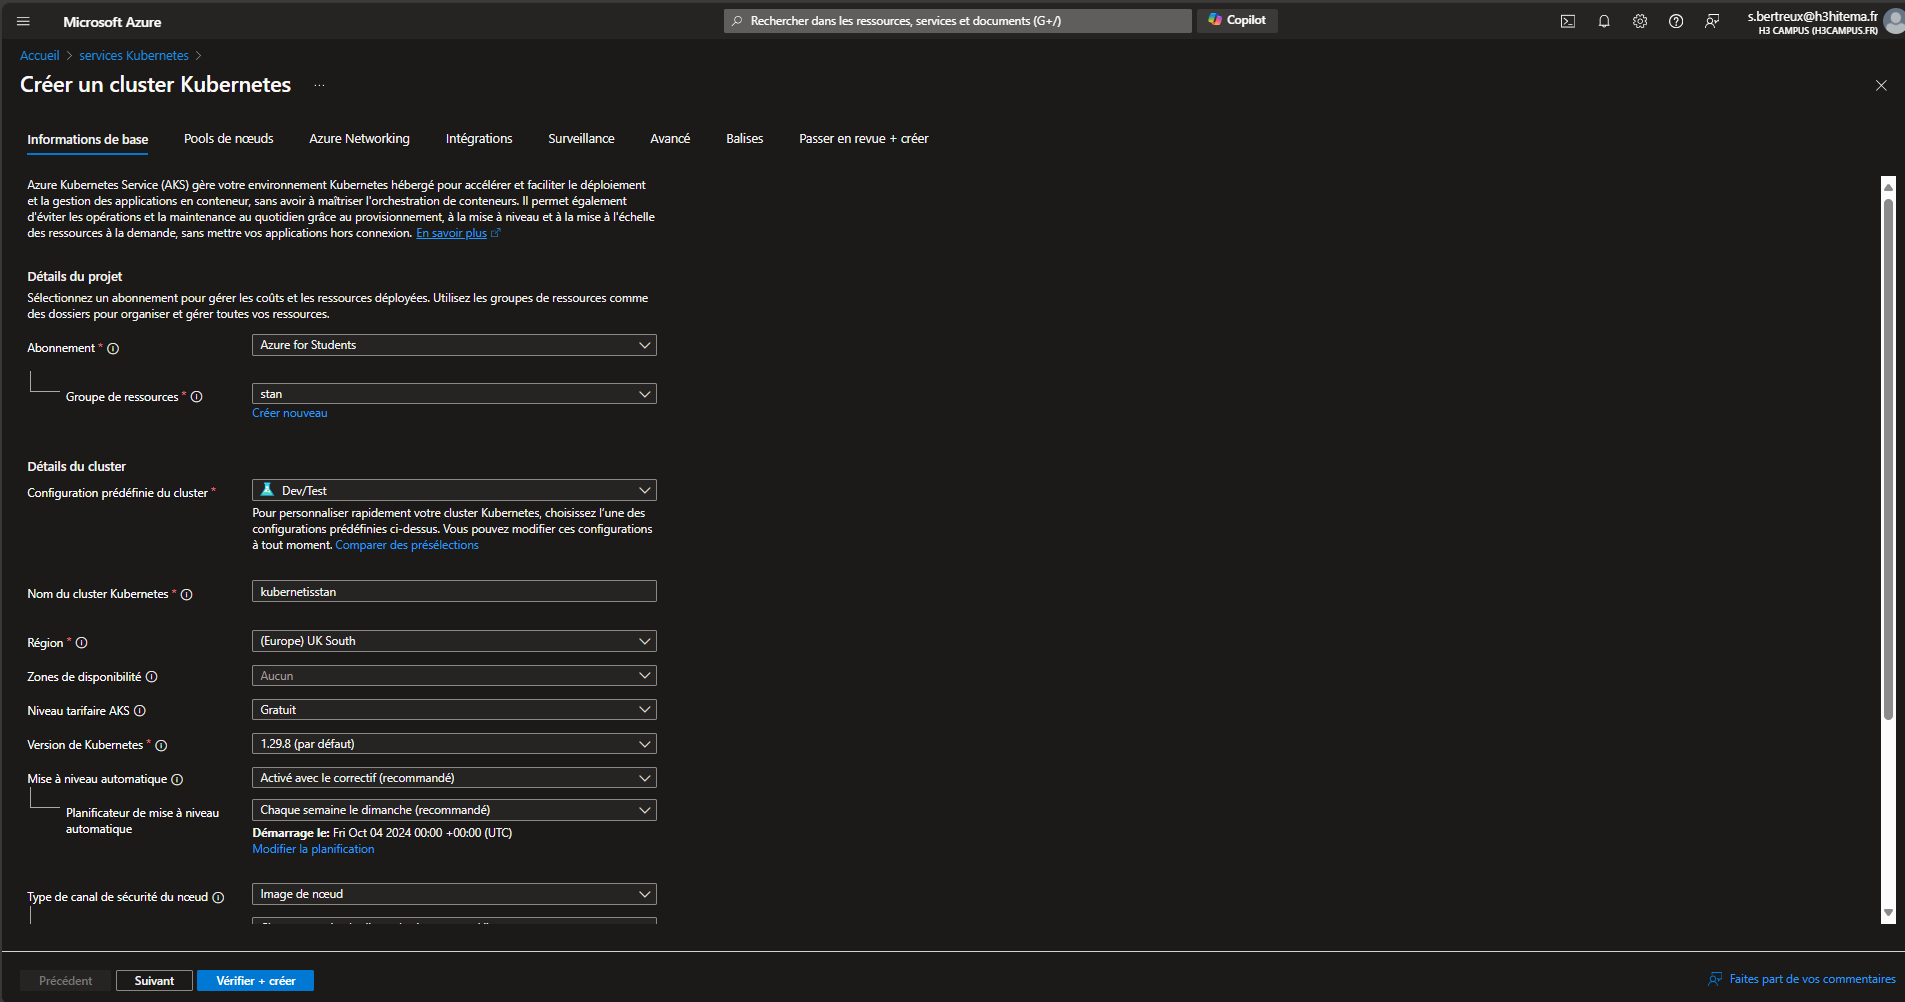 Microsoft Azure
Rechercher dans les ressources, services et documents (G+/)
Copilot
s.bertreux@h3hitema.fr
H3 CAMPUS (H3CAMPUS.FR)
Accueil > services Kubernetes >
Créer un cluster Kubernetes ...
Informations de base
Pools de nœuds
Azure Networking
Intégrations
Surveillance
Avancé
Balises
Passer en revue + créer
Azure Kubernetes Service (AKS) gère votre environnement Kubernetes hébergé pour accélérer et faciliter le déploiement
et la gestion des applications en conteneur, sans avoir à maîtriser l'orchestration de conteneurs. Il permet également
d'éviter les opérations et la maintenance au quotidien grâce au provisionnement, à la mise à niveau et à la mise à l'échelle
des ressources à la demande, sans mettre vos applications hors connexion. En savoir plus
Détails du projet
Sélectionnez un abonnement pour gérer les coûts et les ressources déployées. Utilisez les groupes de ressources comme
des dossiers pour organiser et gérer toutes vos ressources.
Abonnement *
Azure for Students
Groupe de ressources *
stan
Créer nouveau
Détails du cluster
Configuration prédéfinie du cluster *
Dev/Test
Pour personnaliser rapidement votre cluster Kubernetes, choisissez l'une des
configurations prédéfinies ci-dessus. Vous pouvez modifier ces configurations
à tout moment. Comparer des présélections
Nom du cluster Kubernetes *
kubernetisstan
Région *
(Europe) UK South
Zones de disponibilité
Aucun
Niveau tarifaire AKS
Gratuit
Version de Kubernetes *
1.29.8 (par défaut)
Mise à niveau automatique
Activé avec le correctif (recommandé)
Planificateur de mise à niveau
automatique
Chaque semaine le dimanche (recommandé)
Démarrage le: Fri Oct 04 2024 00:00 +00:00 (UTC)
Modifier la planification
Type de canal de sécurité du nœud
Image de nœud
Précédent
Suivant
Vérifier + créer
Faites part de vos commentaires